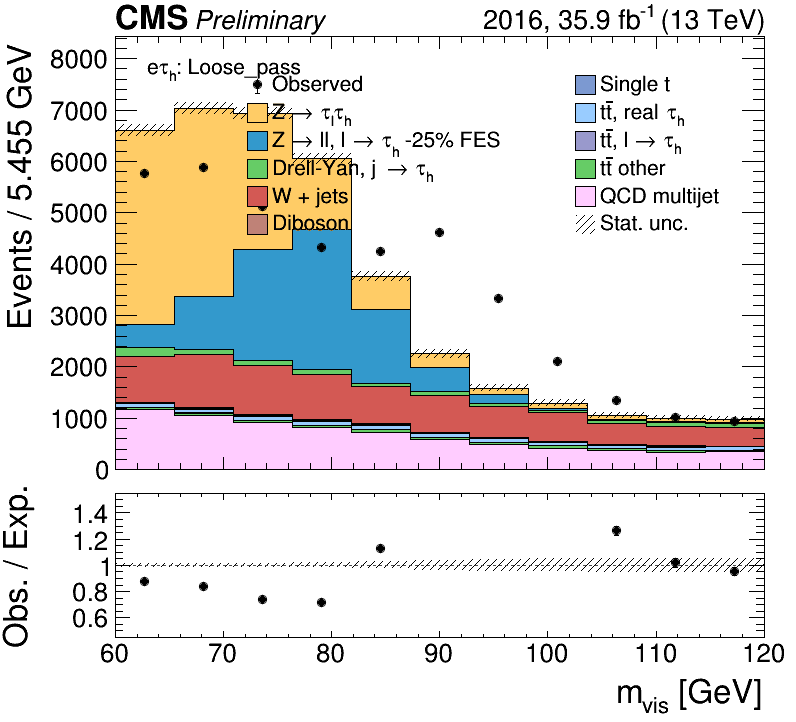 CMS Preliminary 2016, 35.9 fb⁻¹ (13 TeV)
Events / 5.455 GeV
8000
7000
6000
5000
4000
3000
2000
1000
0
eτₕ: Loose_pass
Observed
Z → τₗτₕ
Z → ll, l → τₕ -25% FES
Drell-Yan, j → τₕ
W + jets
Diboson
Single t
tt̄, real τₕ
tt̄, l → τₕ
tt̄ other
QCD multijet
Stat. unc.
Obs. / Exp.
1.4
1.2
1
0.8
0.6
60 70 80 90 100 110 120
m_vis [GeV]